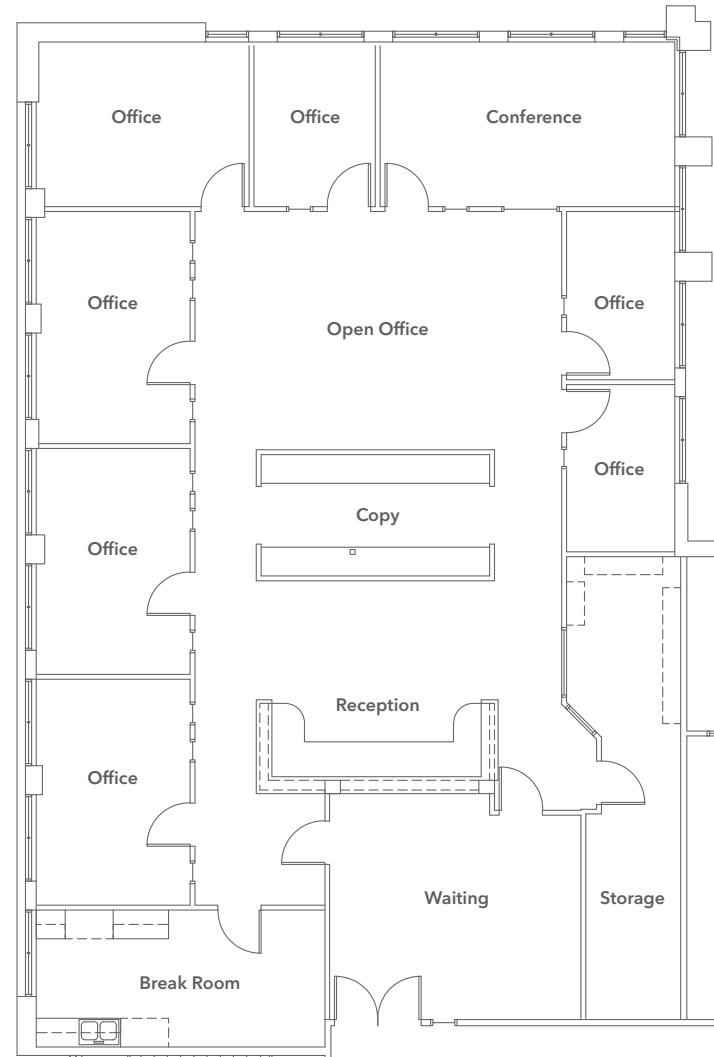 Office
Office
Conference
Office
Open Office
Office
Office
Copy
Office
Reception
Office
Waiting
Storage
Break Room